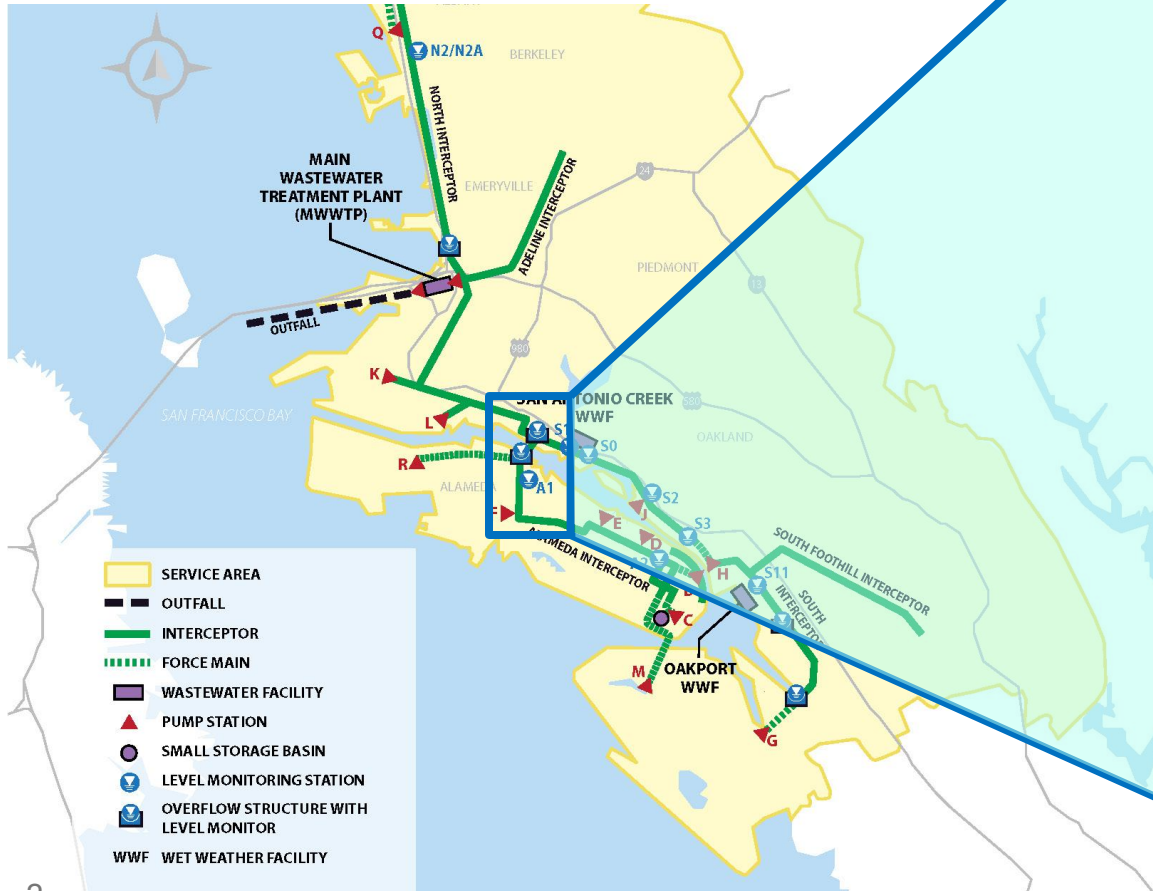 Q
N2/N2A
BERKELEY
NORTH INTERCEPTOR
MAIN
WASTEWATER
TREATMENT PLANT
(MWWTP)
EMERYVILLE
ADELINE INTERCEPTOR
24
PIEDMONT
13
OUTFALL
980
K
SAN FRANCISCO BAY
L
SAN ANTONIO CREEK
WWF
580
S1
S0
OAKLAND
R
ALAMEDA
A1
S2
J
F
E
S3
D
ALAMEDA INTERCEPTOR
H
SOUTH FOOTHILL INTERCEPTOR
S11
SOUTH
INTERCEPTOR
C
M
OAKPORT
WWF
G
SERVICE AREA
OUTFALL
INTERCEPTOR
FORCE MAIN
WASTEWATER FACILITY
PUMP STATION
SMALL STORAGE BASIN
LEVEL MONITORING STATION
OVERFLOW STRUCTURE WITH
LEVEL MONITOR
WWF WET WEATHER FACILITY